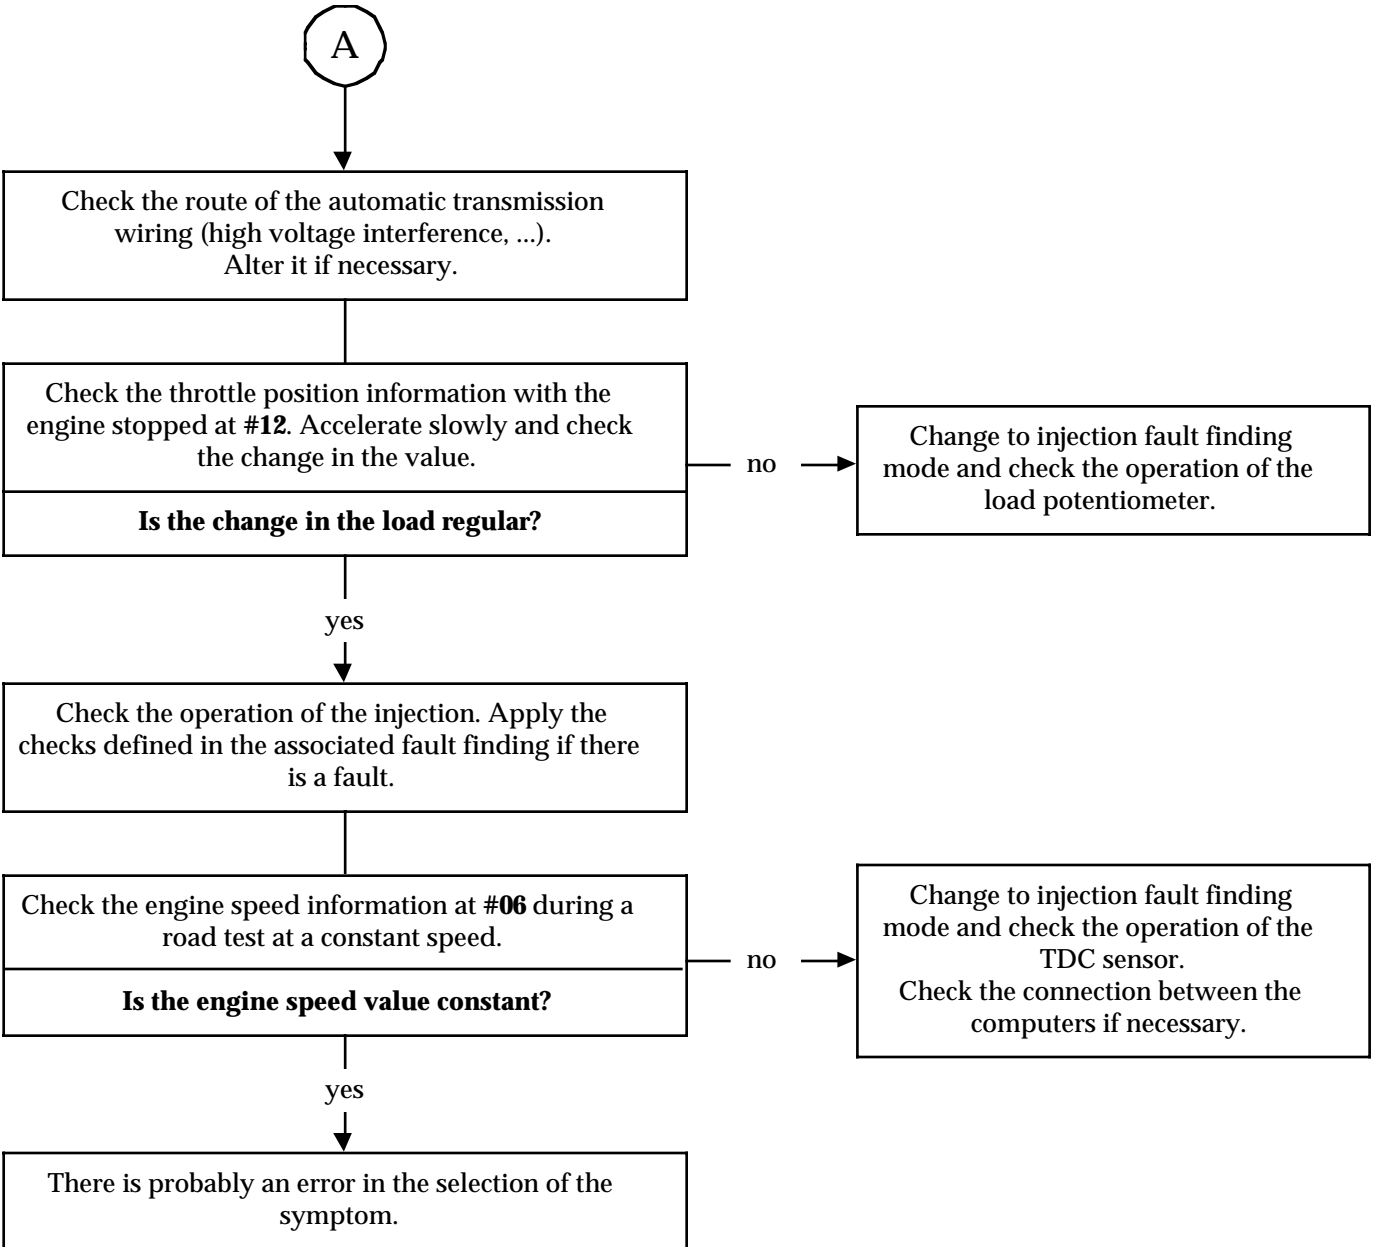 A
Check the route of the automatic transmission
wiring (high voltage interference, ...).
Alter it if necessary.
Check the throttle position information with the
engine stopped at #12. Accelerate slowly and check
the change in the value.
Is the change in the load regular?
no
Change to injection fault finding
mode and check the operation of the
load potentiometer.
yes
Check the operation of the injection. Apply the
checks defined in the associated fault finding if there
is a fault.
Check the engine speed information at #06 during a
road test at a constant speed.
Is the engine speed value constant?
no
Change to injection fault finding
mode and check the operation of the
TDC sensor.
Check the connection between the
computers if necessary.
yes
There is probably an error in the selection of the
symptom.